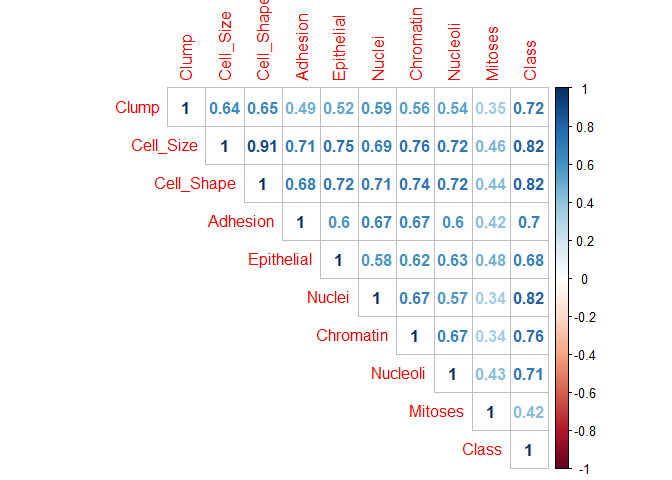 Clump Cell_Size Cell_Shape Adhesion Epithelial Nuclei Chromatin Nucleoli Mitoses Class
Clump 1 0.64 0.65 0.49 0.52 0.59 0.56 0.54 0.35 0.72
Cell_Size 1 0.91 0.71 0.75 0.69 0.76 0.72 0.46 0.82
Cell_Shape 1 0.68 0.72 0.71 0.74 0.72 0.44 0.82
Adhesion 1 0.6 0.67 0.67 0.6 0.42 0.7
Epithelial 1 0.58 0.62 0.63 0.48 0.68
Nuclei 1 0.67 0.57 0.34 0.82
Chromatin 1 0.67 0.34 0.76
Nucleoli 1 0.43 0.71
Mitoses 1 0.42
Class 1
1
0.8
0.6
0.4
0.2
0
-0.2
-0.4
-0.6
-0.8
-1